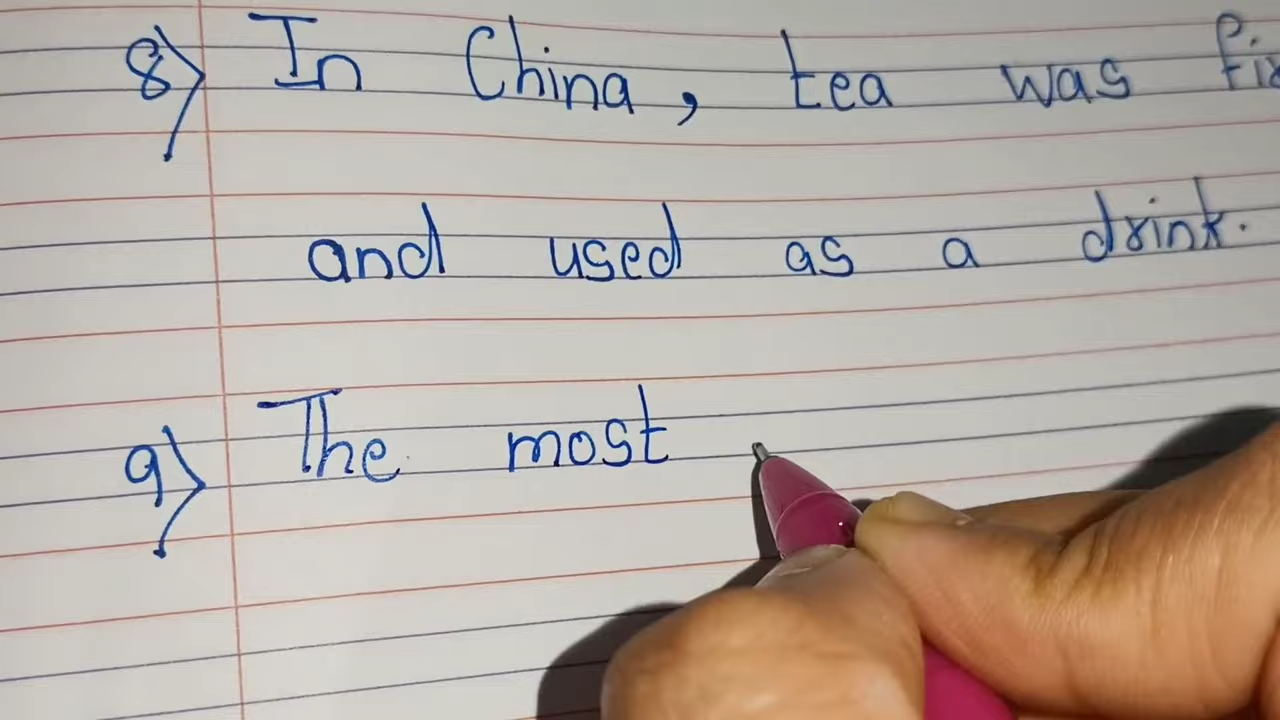 8) In China, tea was
and used as a drink.
9) The most